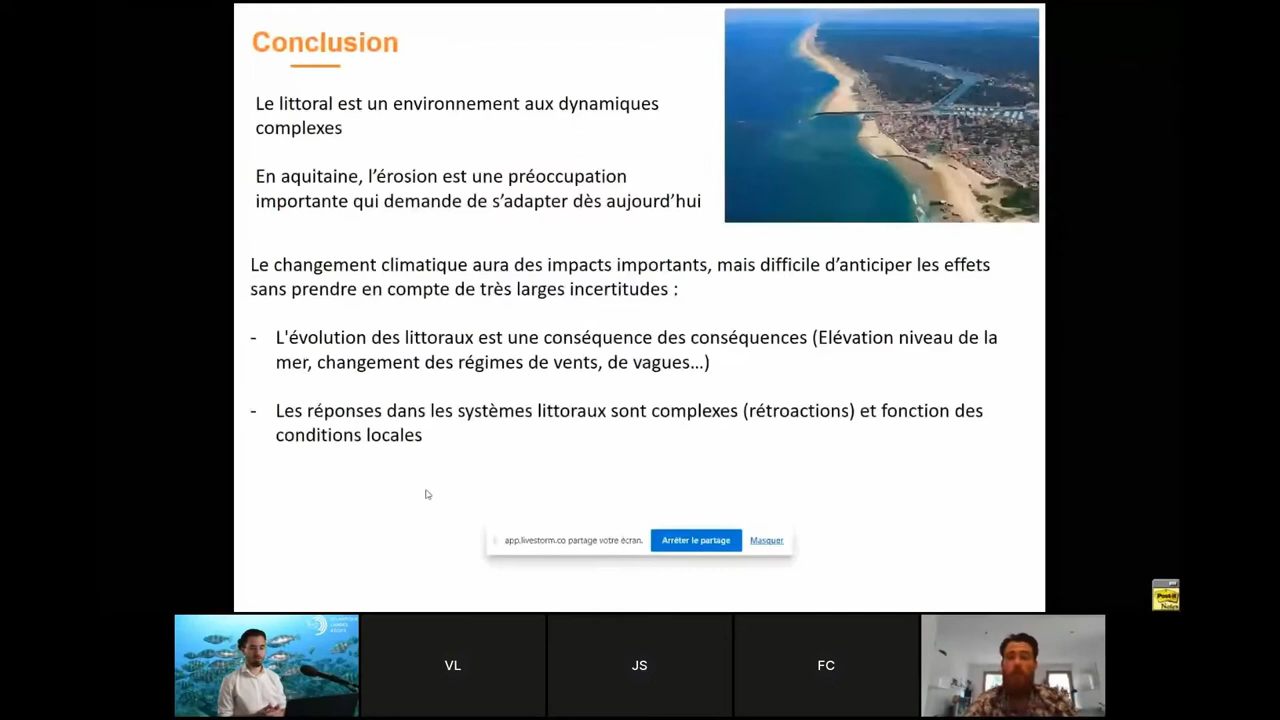 Conclusion
Le littoral est un environnement aux dynamiques
complexes
En aquitaine, l’érosion est une préoccupation
importante qui demande de s’adapter dès aujourd’hui
Le changement climatique aura des impacts importants, mais difficile d’anticiper les effets
sans prendre en compte de très larges incertitudes :
- L'évolution des littoraux est une conséquence des conséquences (Elévation niveau de la
mer, changement des régimes de vents, de vagues…)
- Les réponses dans les systèmes littoraux sont complexes (rétroactions) et fonction des
conditions locales
app.livestorm.co partage votre écran.
Arrêter le partage
Masquer
Post-it
Notes
VL
JS
FC